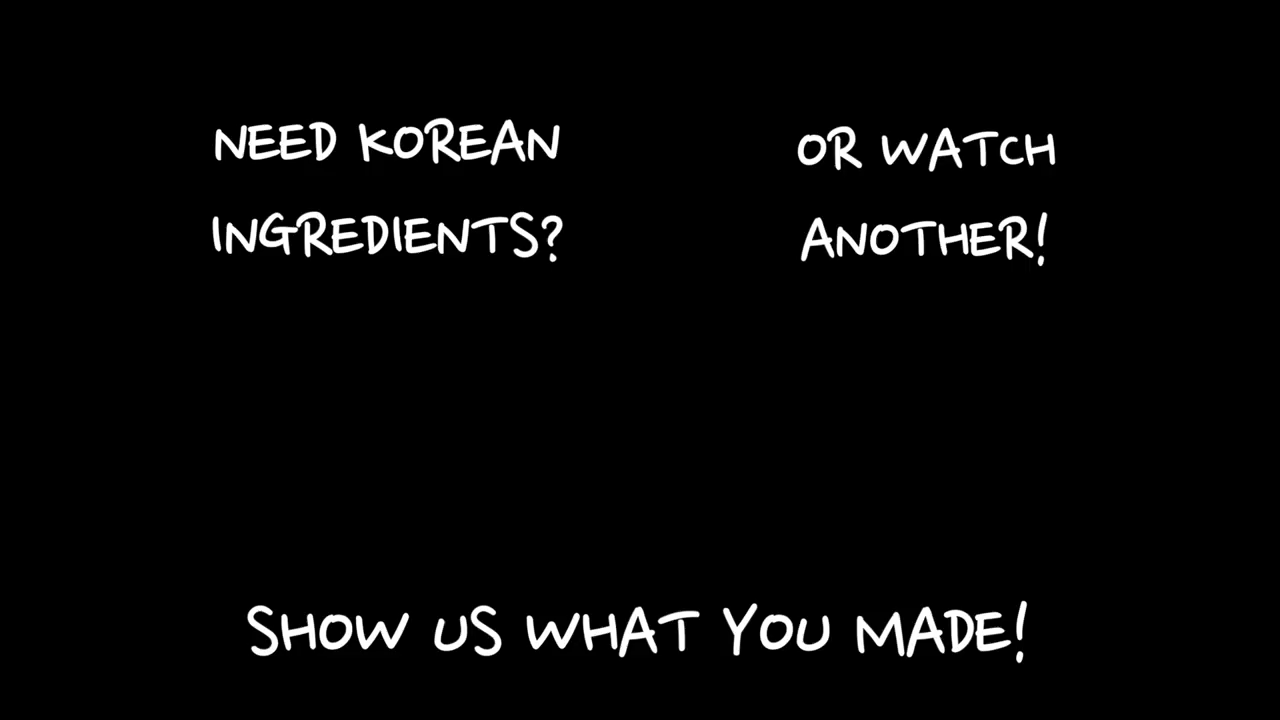 NEED KOREAN
INGREDIENTS?
OR WATCH
ANOTHER!
SHOW US WHAT YOU MADE!